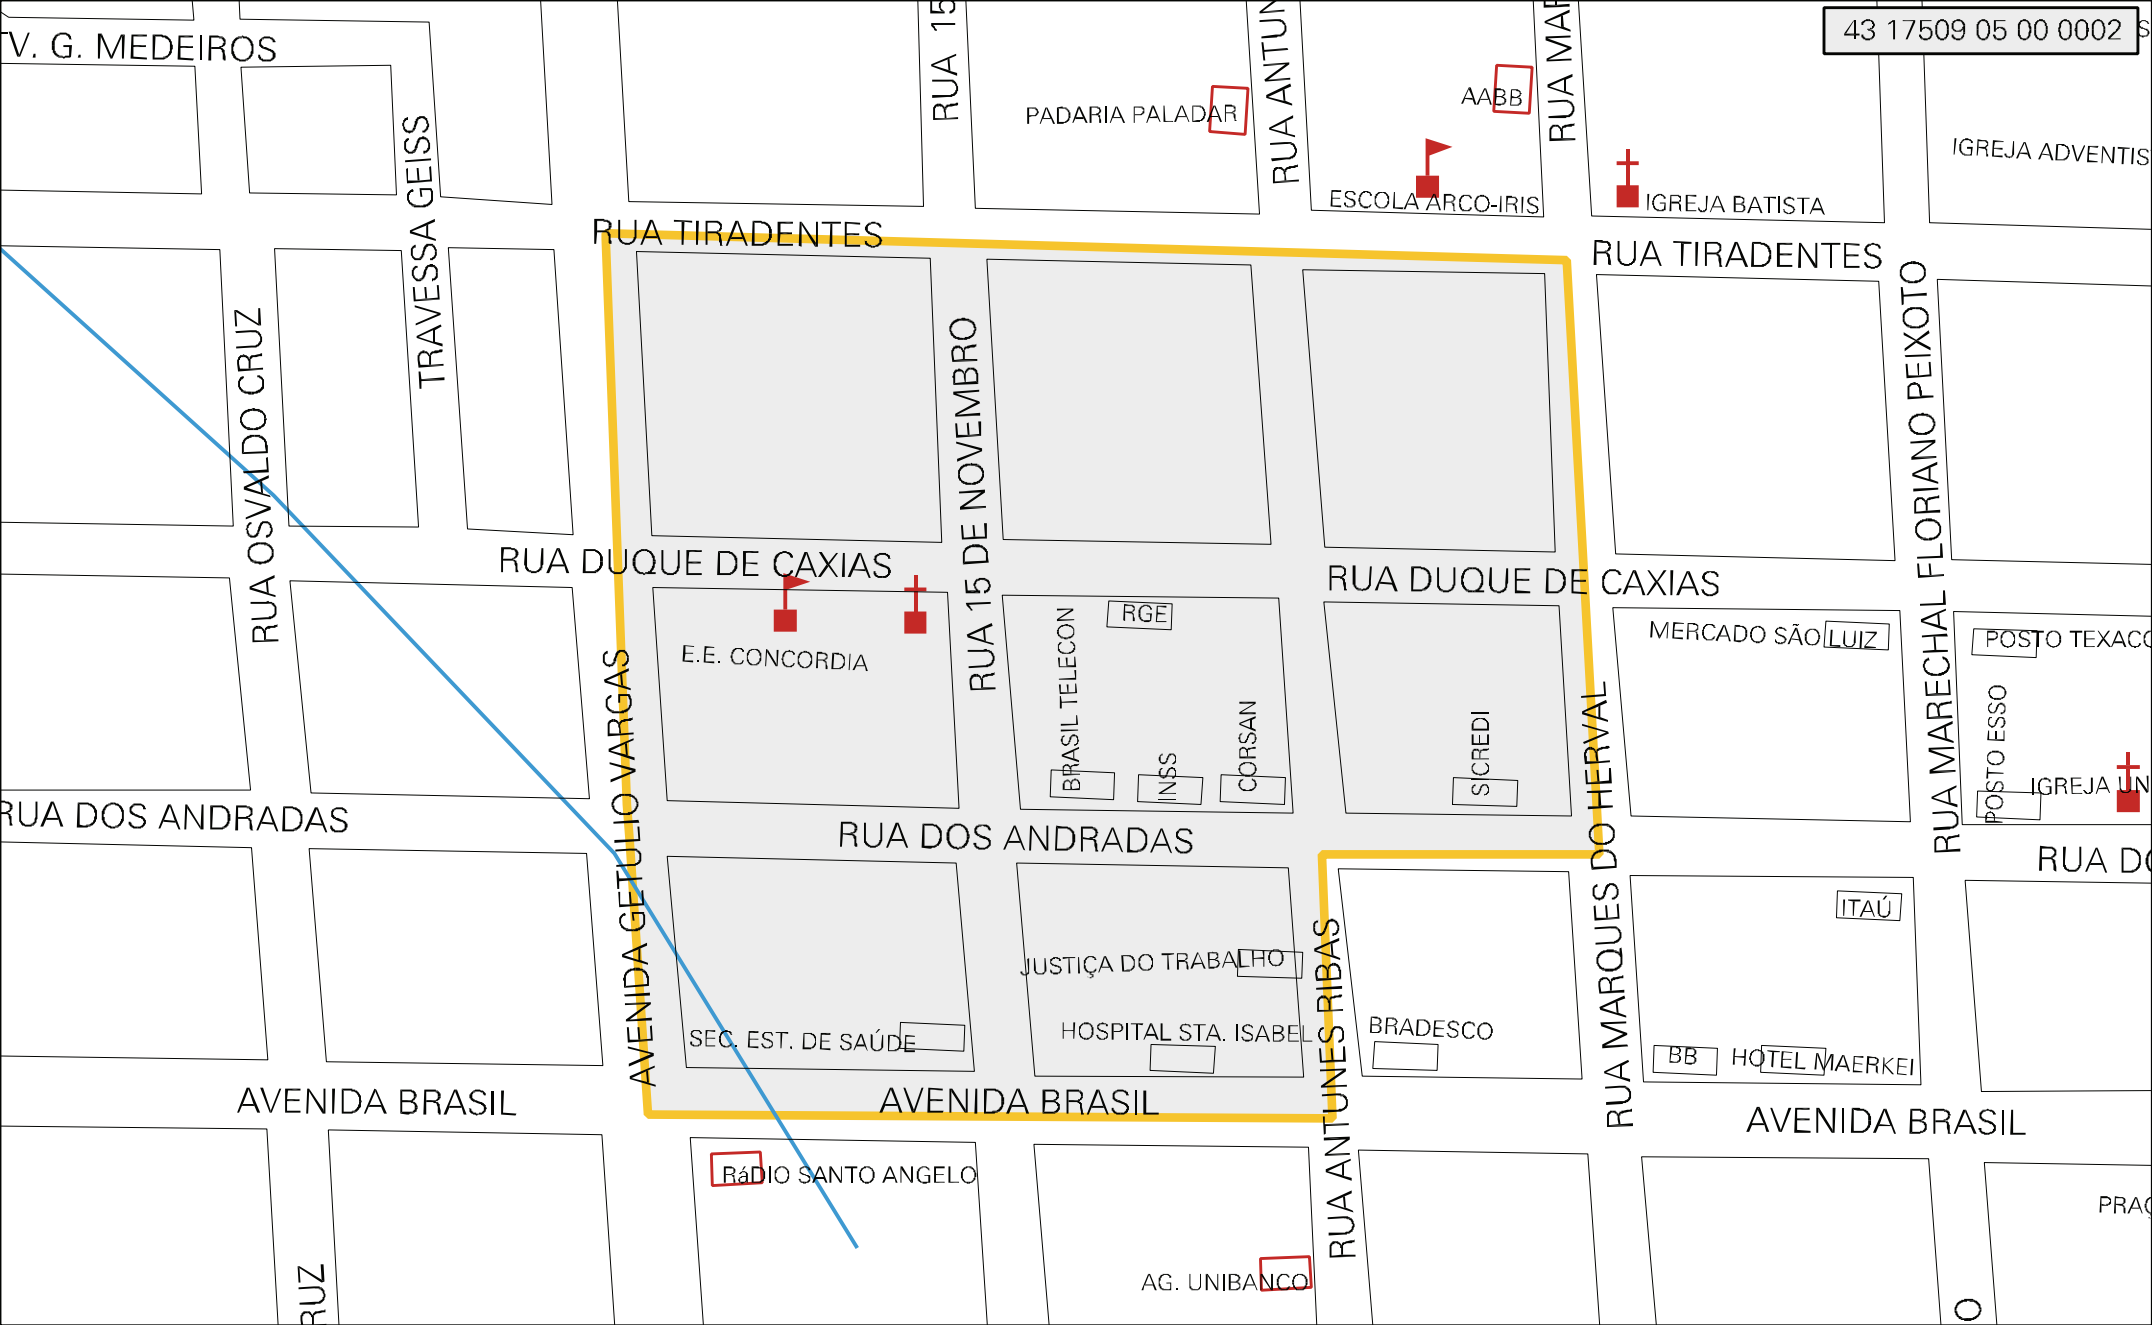 43 17509 05 00 0002
TV. G. MEDEIROS
RUA 15
RUA ANTUN
RUA MAR
AABB
PADARIA PALADAR
TRAVESSA GEISS
ESCOLA ARCO-IRIS
IGREJA BATISTA
IGREJA ADVENTIS
RUA TIRADENTES
RUA TIRADENTES
RUA OSVALDO CRUZ
RUA 15 DE NOVEMBRO
RUA MARECHAL FLORIANO PEIXOTO
RUA DUQUE DE CAXIAS
RUA DUQUE DE CAXIAS
RGE
MERCADO SÃO LUIZ
POSTO TEXACO
E.E. CONCORDIA
BRASIL TELECON
INSS
CORSAN
SICREDI
POSTO ESSO
IGREJA UN
AVENIDA GETULIO VARGAS
RUA MARQUES DO HERVAL
RUA DOS ANDRADAS
RUA DOS ANDRADAS
RUA DO
ITAÚ
JUSTIÇA DO TRABALHO
RUA ANTUNES RIBAS
SEC. EST. DE SAÚDE
HOSPITAL STA. ISABEL
BRADESCO
BB
HOTEL MAERKEI
AVENIDA BRASIL
AVENIDA BRASIL
AVENIDA BRASIL
RáDIO SANTO ANGELO
PRAÇ
AG. UNIBANCO
RUZ
O